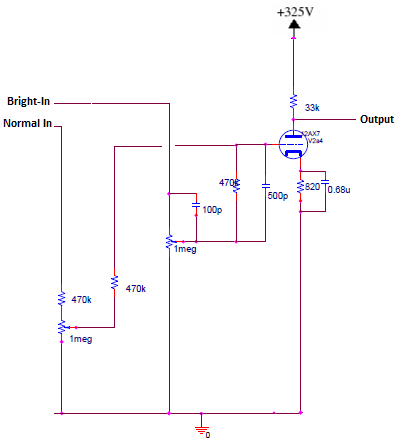 +325V
33k
Bright-In
Output
Normal In
12AX7
V2a4
470k
820
0.68u
500p
100p
1meg
470k
470k
1meg
0